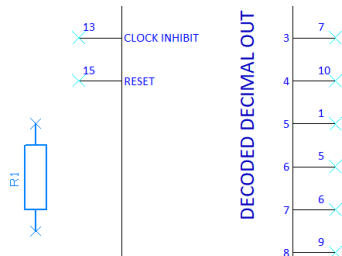 13
CLOCK INHIBIT
15
RESET
R1
DECODED DECIMAL OUT
3 7
4 10
5 1
6 5
7 6
8 9